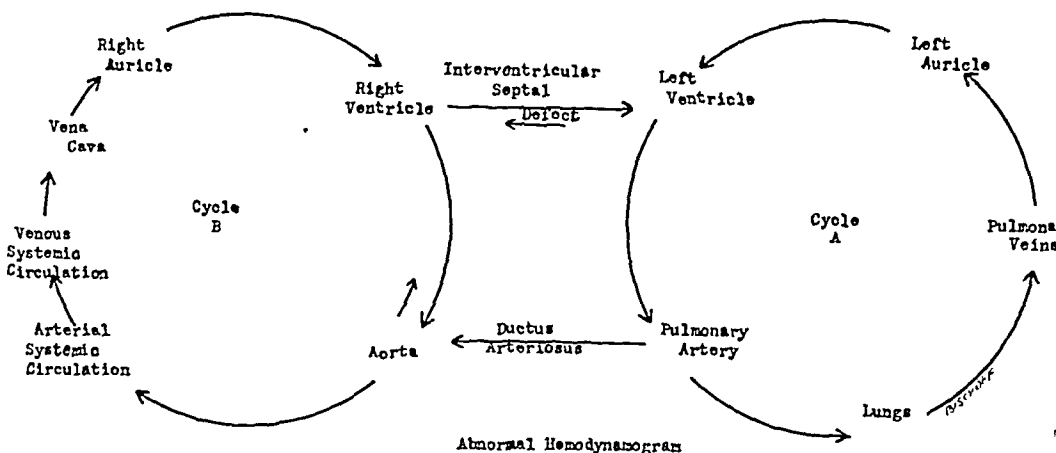 Right
Auricle
Vena
Cava
Venous
Systemic
Circulation
Arterial
Systemic
Circulation
Cycle
B
Right
Ventricle
Aorta
Interventricular
Septal
Defect
Ductus
Arteriosus
Left
Ventricle
Pulmonary
Artery
Cycle
A
Left
Auricle
Pulmona
Veins
Lungs
Abnormal Hemodynamogram